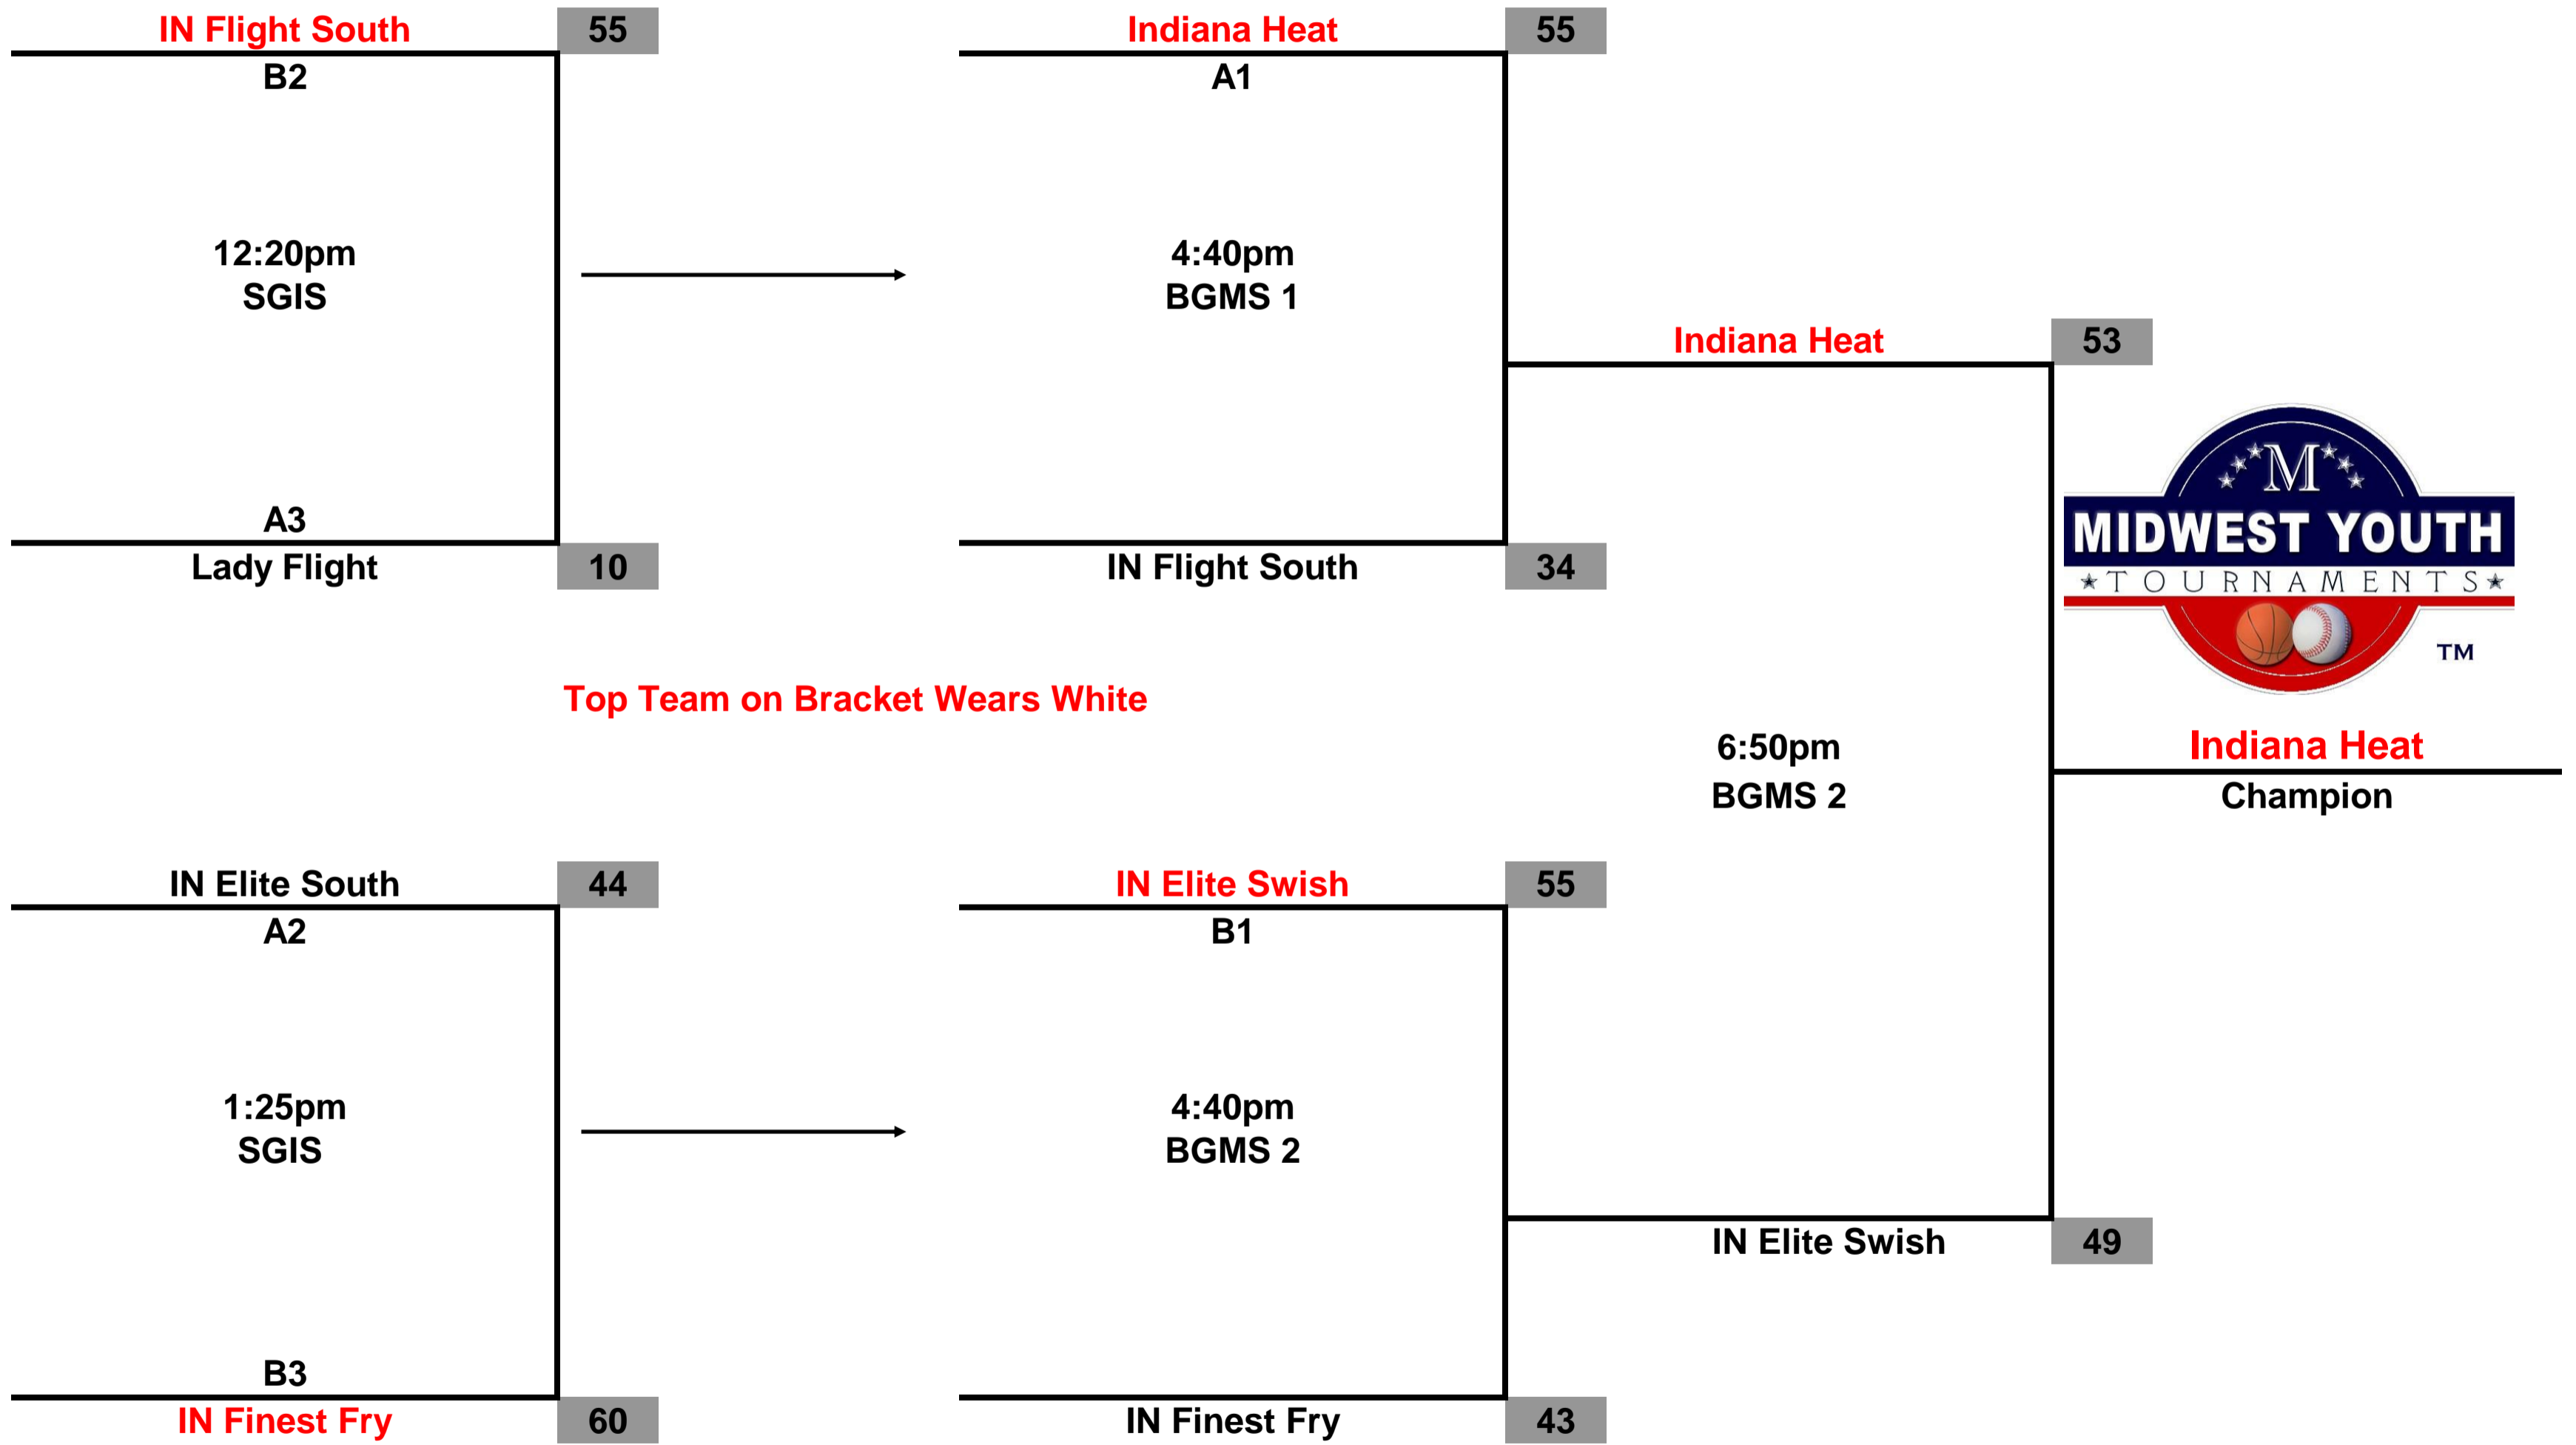 IN Flight South
55
B2
12:20pm
SGIS
A3
Lady Flight
10
Indiana Heat
55
A1
4:40pm
BGMS 1
IN Flight South
34
Indiana Heat
53
M
MIDWEST YOUTH
TOURNAMENTS
TM
Top Team on Bracket Wears White
6:50pm
BGMS 2
Indiana Heat
Champion
IN Elite South
44
A2
1:25pm
SGIS
B3
IN Finest Fry
60
IN Elite Swish
55
B1
4:40pm
BGMS 2
IN Finest Fry
43
IN Elite Swish
49